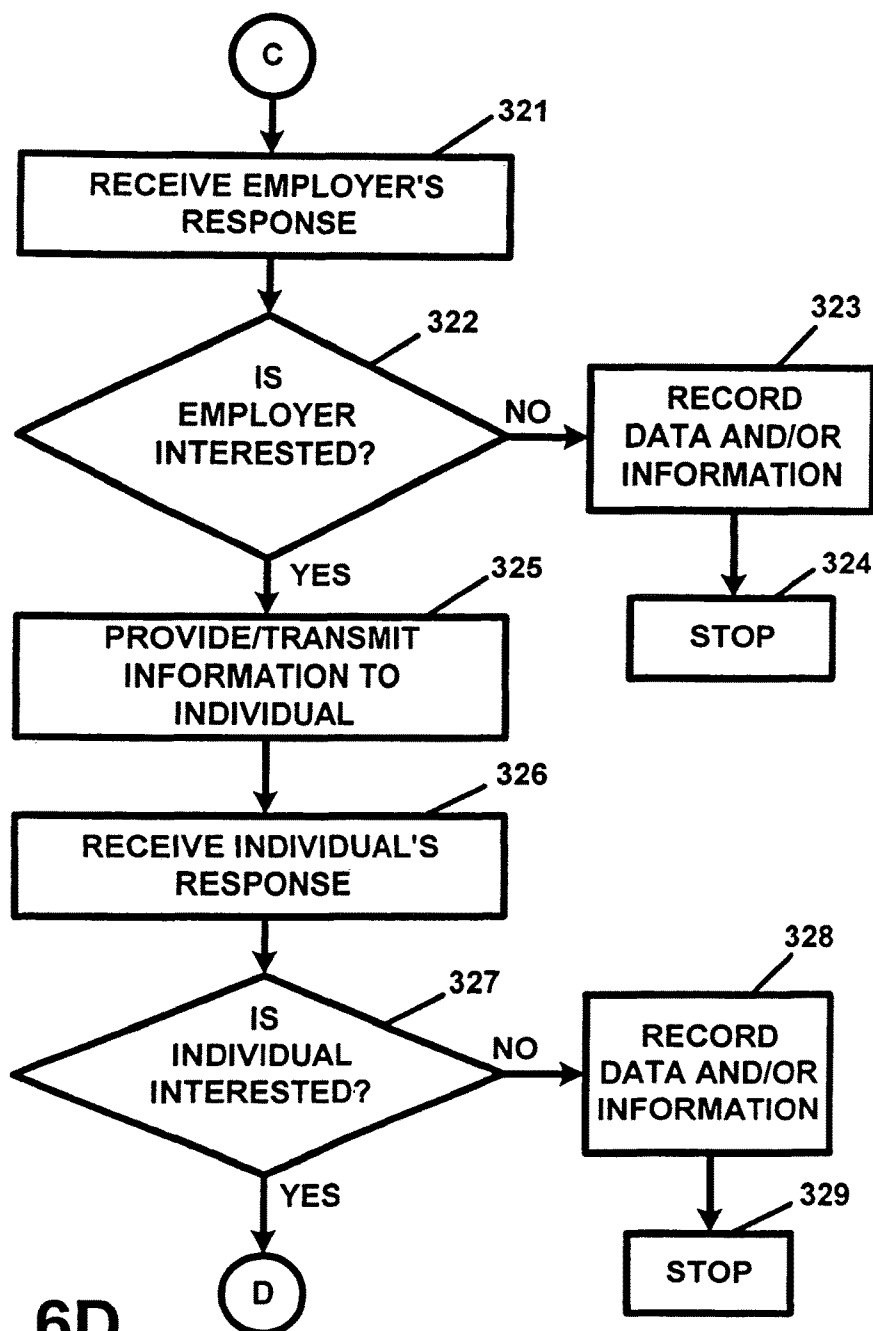 C
321
RECEIVE EMPLOYER'S
RESPONSE
322
IS
EMPLOYER
INTERESTED?
NO
323
RECORD
DATA AND/OR
INFORMATION
324
STOP
YES
325
PROVIDE/TRANSMIT
INFORMATION TO
INDIVIDUAL
326
RECEIVE INDIVIDUAL'S
RESPONSE
327
IS
INDIVIDUAL
INTERESTED?
NO
328
RECORD
DATA AND/OR
INFORMATION
329
STOP
YES
D
6D